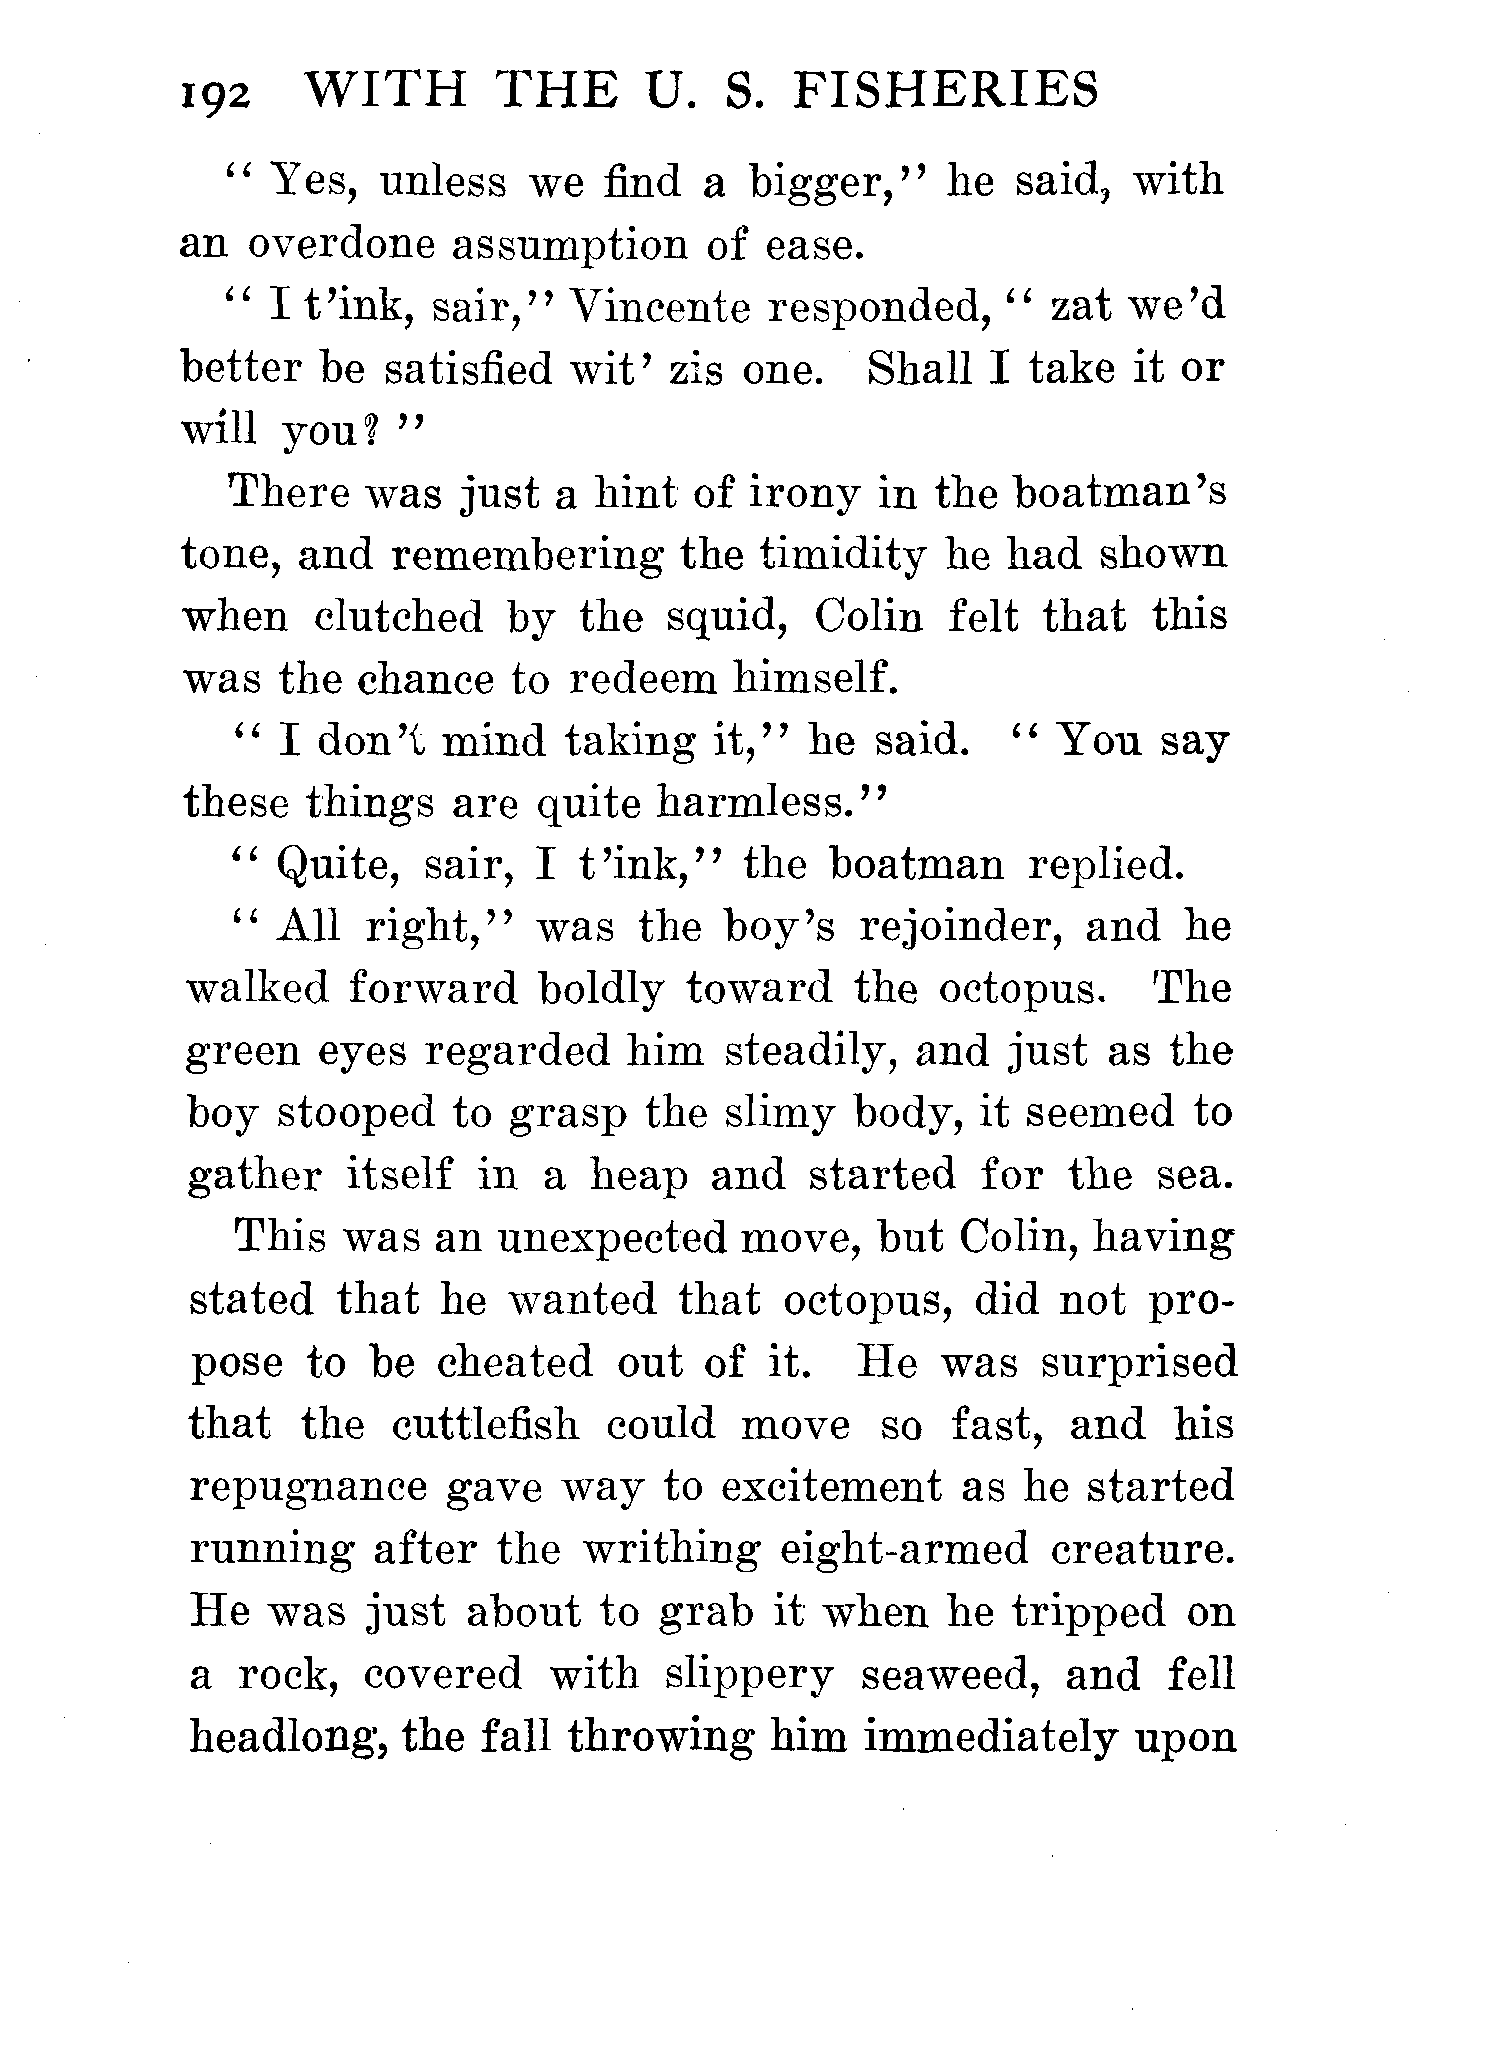 192 WITH THE U. S. FISHERIES
“ Yes, unless we find a bigger,” he said, with
an overdone assumption of ease.
“ I t’ink, sair,” Vincente responded, “ zat we’d
better be satisfied wit’ zis one. Shall I take it or
will you? ”
There was just a hint of irony in the boatman’s
tone, and remembering the timidity he had shown
when clutched by the squid, Colin felt that this
was the chance to redeem himself.
“ I don’t mind taking it,” he said. “ You say
these things are quite harmless.”
“ Quite, sair, I t’ink,” the boatman replied.
“ All right,” was the boy’s rejoinder, and he
walked forward boldly toward the octopus. The
green eyes regarded him steadily, and just as the
boy stooped to grasp the slimy body, it seemed to
gather itself in a heap and started for the sea.
This was an unexpected move, but Colin, having
stated that he wanted that octopus, did not pro-
pose to be cheated out of it. He was surprised
that the cuttlefish could move so fast, and his
repugnance gave way to excitement as he started
running after the writhing eight-armed creature.
He was just about to grab it when he tripped on
a rock, covered with slippery seaweed, and fell
headlong, the fall throwing him immediately upon